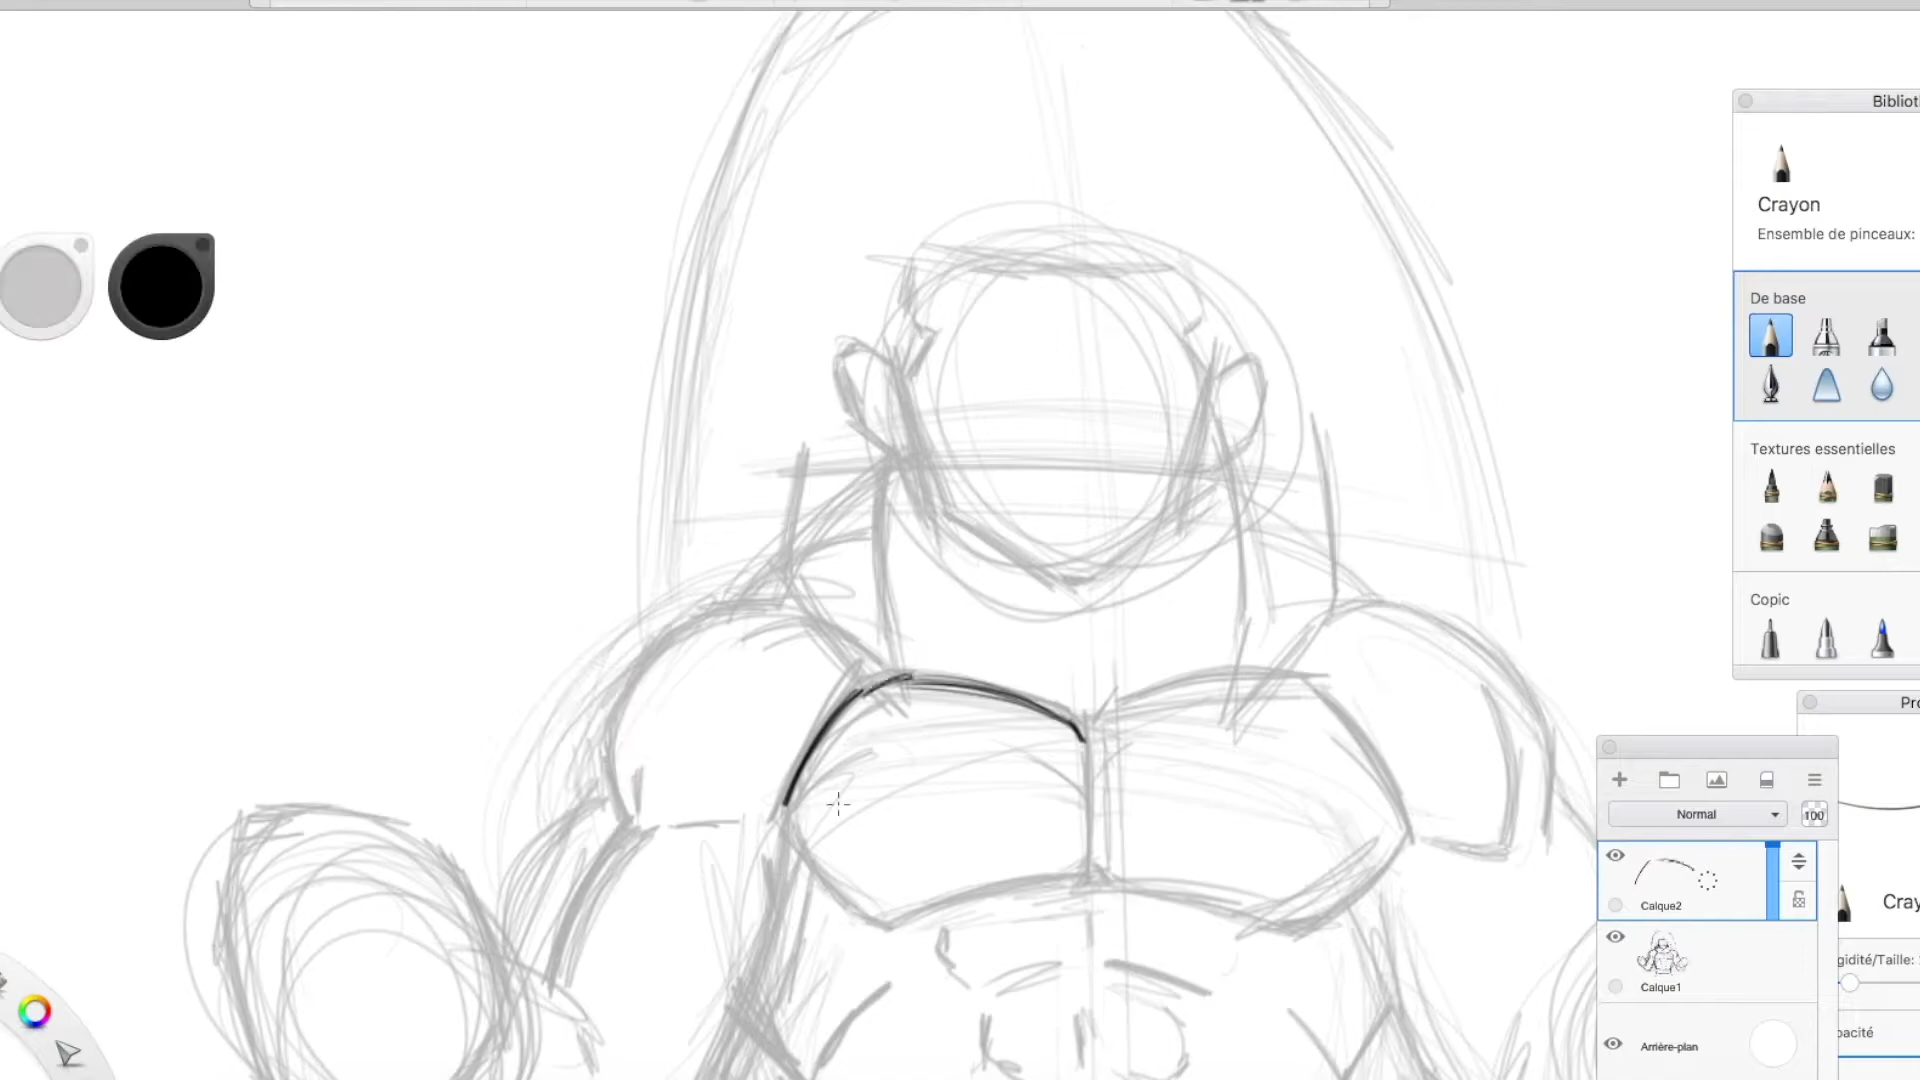 Bibliot
Crayon
Ensemble de pinceaux:
De base
Textures essentielles
Copic
Pro
Normal
100
Calque2
Cray
gidité/Taille:
Calque1
pacité
Arrière-plan